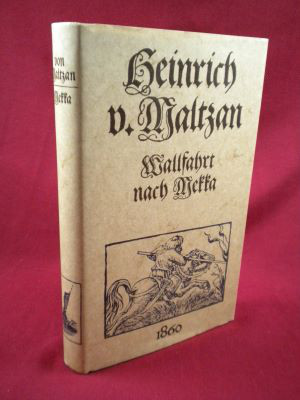 von
Maltzan
Mekka
Heinrich
v. Maltzan
Wallfahrt
nach Mekka
1860